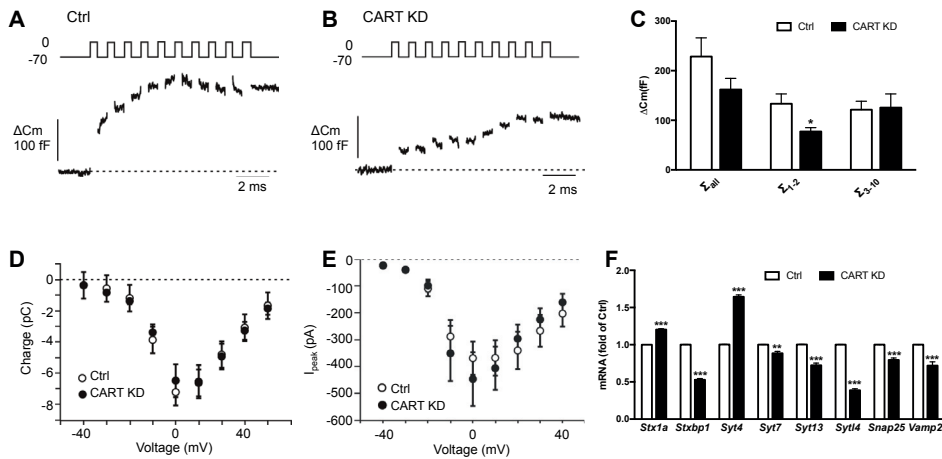 A Ctrl
0
-70
ΔCm
100 fF
2 ms
B CART KD
0
-70
ΔCm
100 fF
2 ms
C
Ctrl CART KD
ΔCm(fF)
300
200
100
0
*
Σall Σ1-2 Σ3-10
D
Charge (pC)
0
-2
-4
-6
-8
Ctrl
CART KD
-40 0 40
Voltage (mV)
E
Ipeak (pA)
0
-100
-200
-300
-400
-500
-600
Ctrl
CART KD
-40 -20 0 20 40
Voltage (mV)
F
Ctrl CART KD
mRNA (fold of Ctrl)
2.0
1.5
1.0
0.5
0.0
*** *** *** ** *** *** *** ***
Stx1a Stxbp1 Syt4 Syt7 Syt13 Sytl4 Snap25 Vamp2